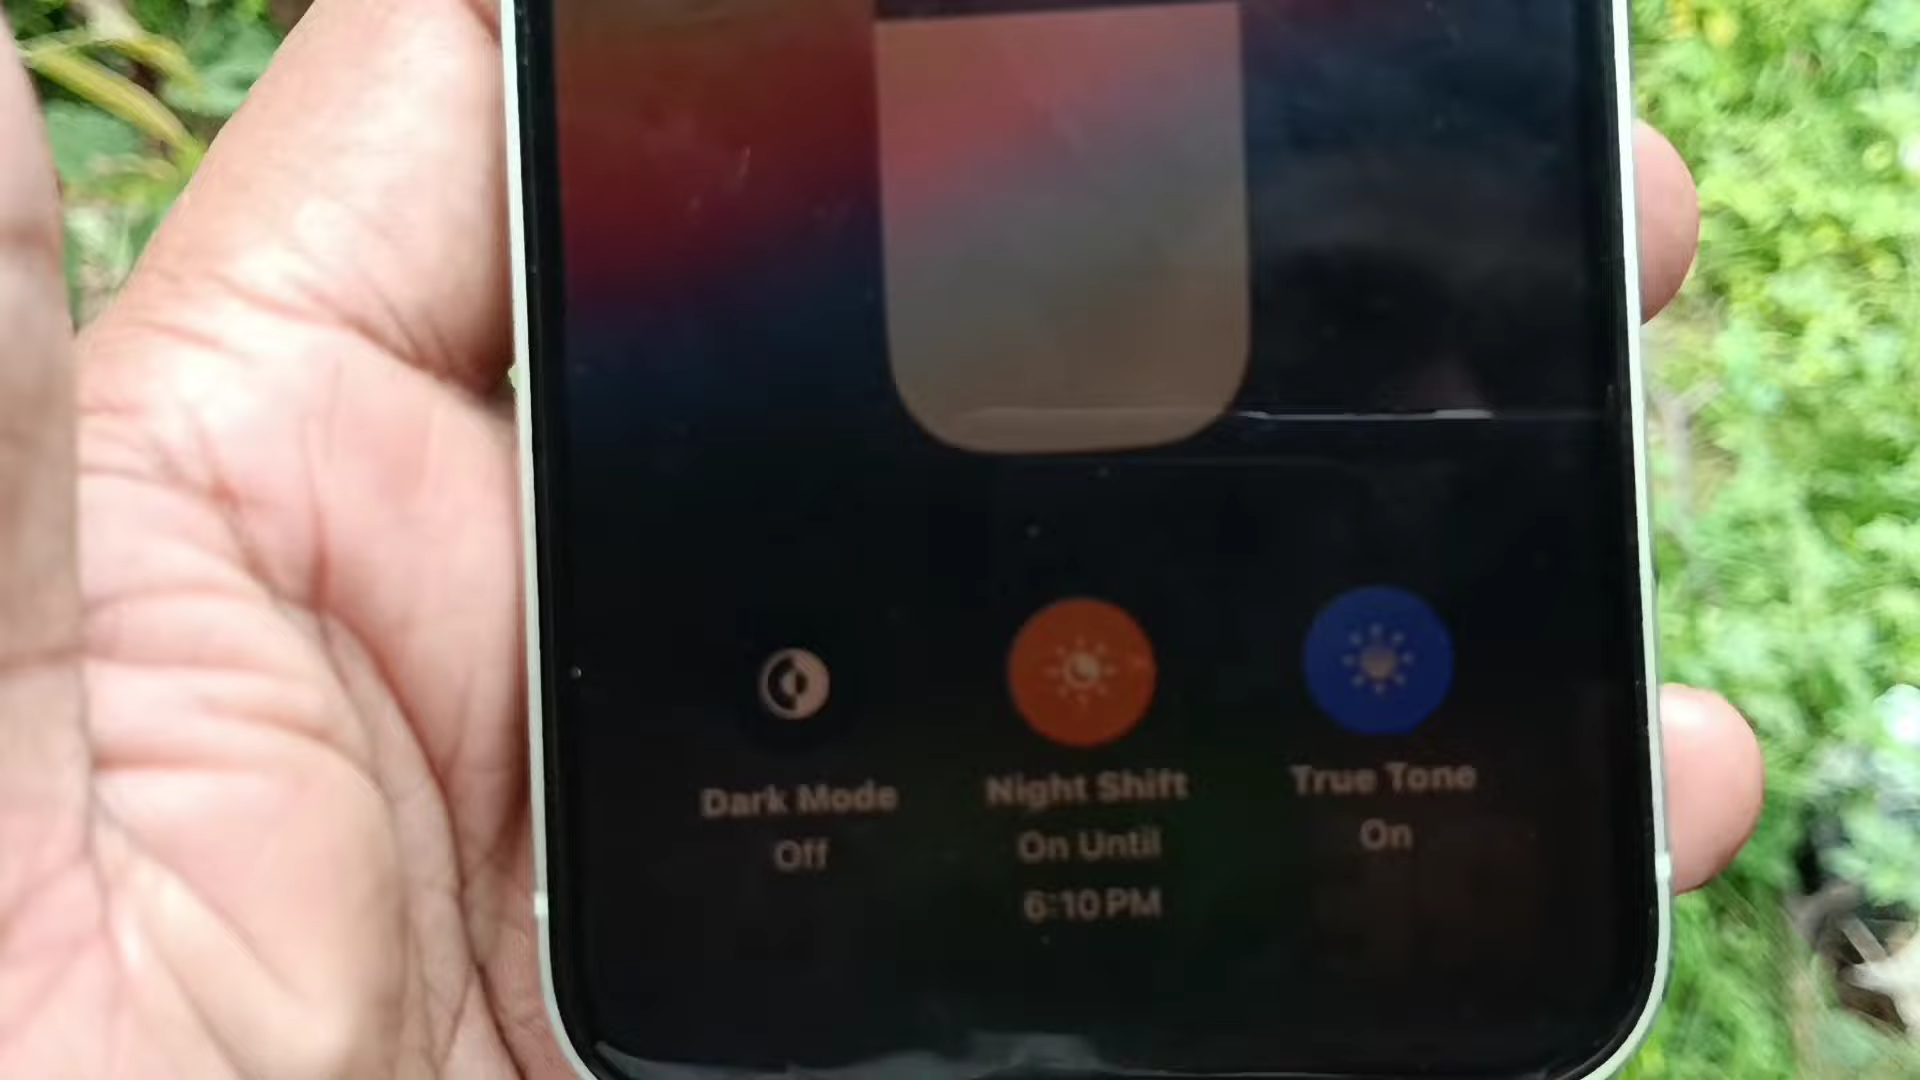 Dark Mode
Off
Night Shift
On Until
6:10 PM
True Tone
On